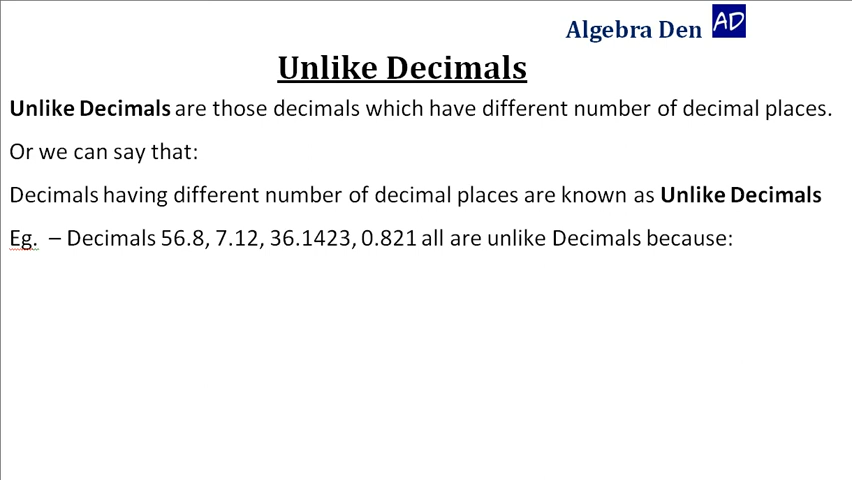 Algebra Den AD
Unlike Decimals
Unlike Decimals are those decimals which have different number of decimal places.
Or we can say that:
Decimals having different number of decimal places are known as Unlike Decimals
Eg. – Decimals 56.8, 7.12, 36.1423, 0.821 all are unlike Decimals because: